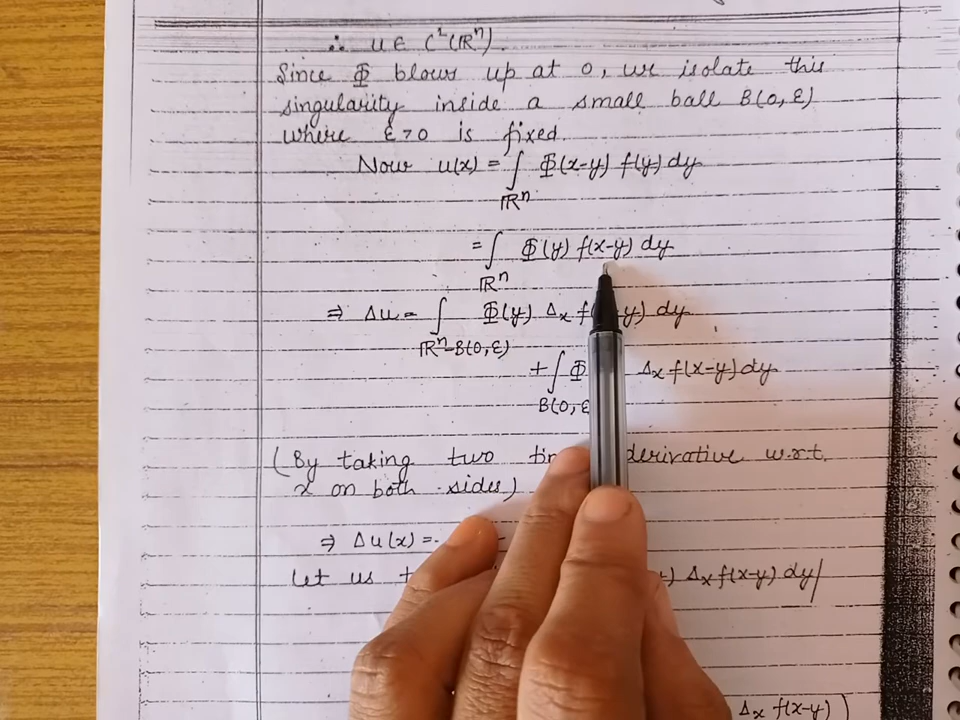 ∴ u ∈ C²(ℝⁿ).
Since Φ blows up at 0, we isolate this
singularity inside a small ball B(0, ε)
where ε > 0 is fixed.
Now u(x) = ∫ Φ(x-y) f(y) dy
ℝⁿ
= ∫ Φ(y) f(x-y) dy
ℝⁿ
⇒ Δu = ∫ Φ(y) Δₓ f( -y) dy
ℝⁿ-B(0, ε)
+ ∫ Φ Δₓ f(x-y) dy
B(0, ε
(By taking two derivative w.r.t.
x on both sides)
⇒ Δu(x) =
Let us ) Δₓ f(x-y) dy|
Δₓ f(x-y) )